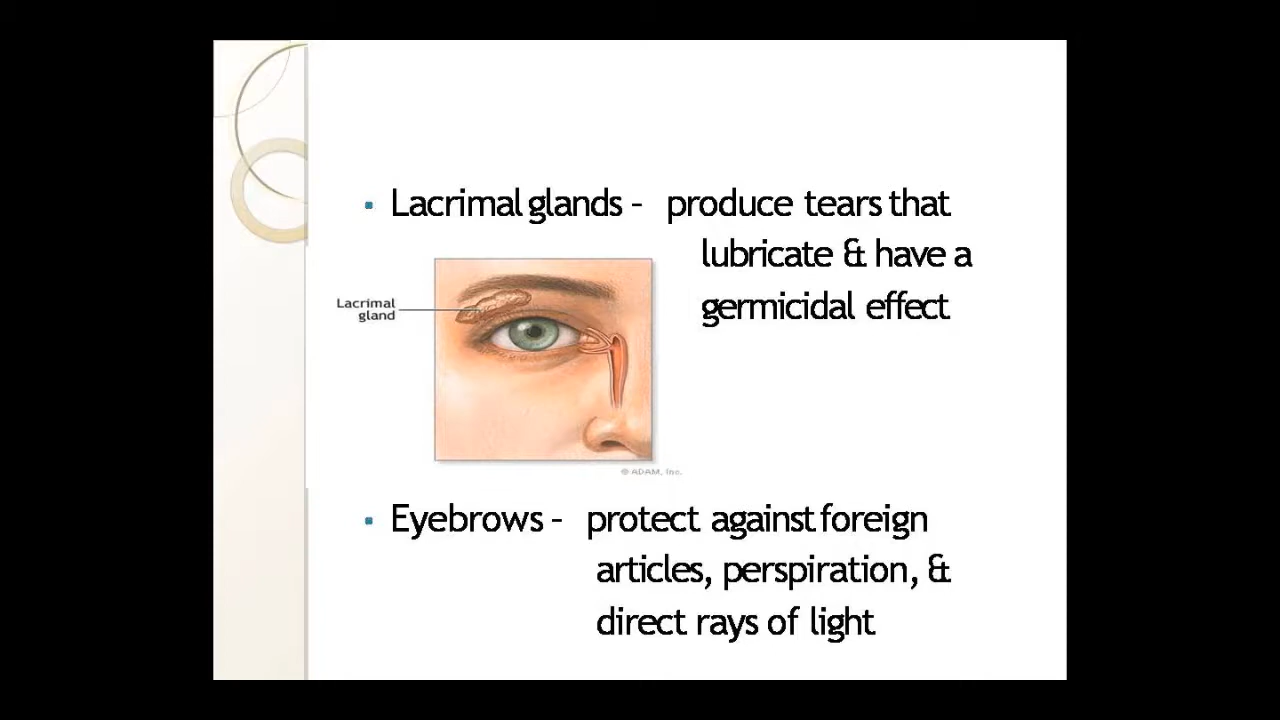 ▪ Lacrimal glands – produce tears that
lubricate & have a
germicidal effect
Lacrimal
gland
© ADAM, Inc.
▪ Eyebrows – protect against foreign
articles, perspiration, &
direct rays of light